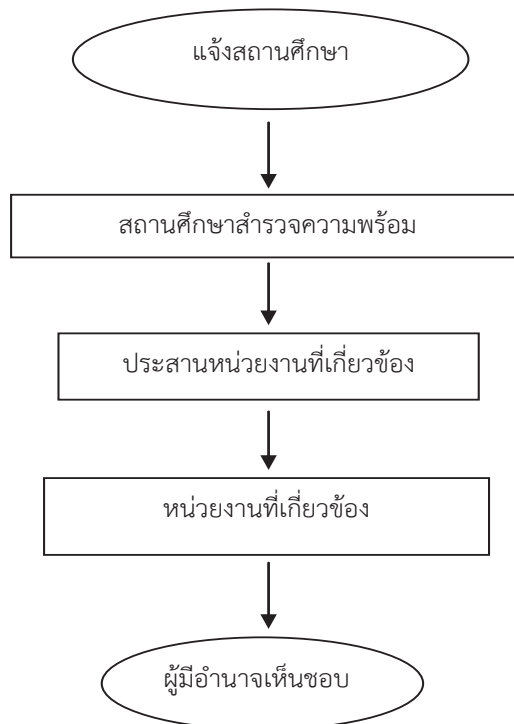 แจ้งสถานศึกษา
สถานศึกษาสำรวจความพร้อม
ประสานหน่วยงานที่เกี่ยวข้อง
หน่วยงานที่เกี่ยวข้อง
ผู้มีอำนาจเห็นชอบ